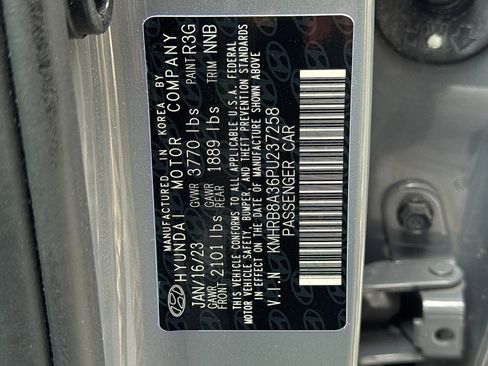 MANUFACTURED IN KOREA BY
HYUNDAI MOTOR COMPANY
JAN/16/23 GVWR 3770 lbs PAINT R3G
GAWR FRONT 2101 lbs GAWR REAR 1889 lbs TRIM NNB
THIS VEHICLE CONFORMS TO ALL APPLICABLE U.S.A. FEDERAL
MOTOR VEHICLE SAFETY, BUMPER, AND THEFT PREVENTION STANDARDS
IN EFFECT ON THE DATE OF MANUFACTURE SHOWN ABOVE
V.I.N KMHRB8A36PU237258
PASSENGER CAR